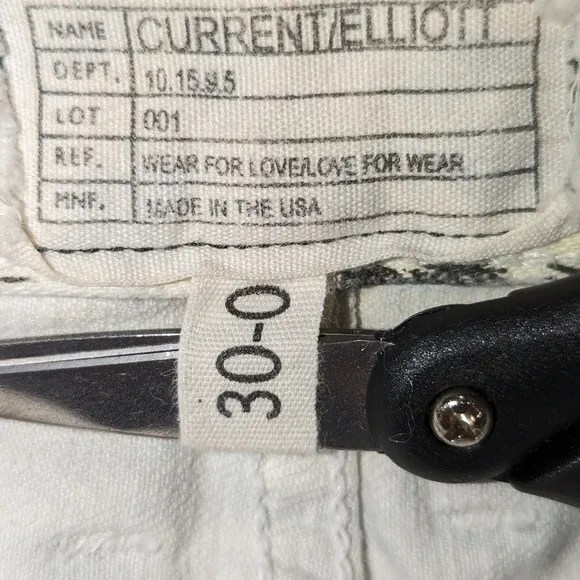 NAME CURRENT/ELLIOTT
DEPT. 10.15.9.5
LOT 001
REF. WEAR FOR LOVE/LOVE FOR WEAR
MNF. MADE IN THE USA
30-0